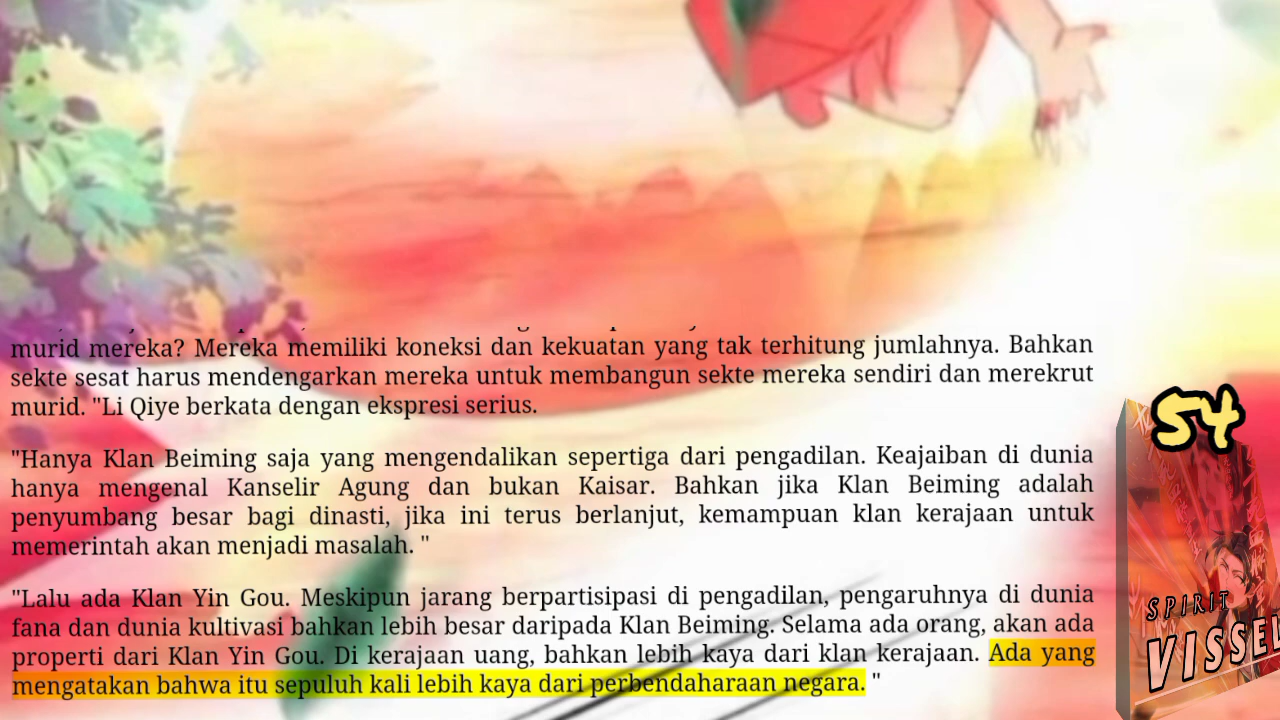 murid mereka? Mereka memiliki koneksi dan kekuatan yang tak terhitung jumlahnya. Bahkan
sekte sesat harus mendengarkan mereka untuk membangun sekte mereka sendiri dan merekrut
murid. "Li Qiye berkata dengan ekspresi serius.
"Hanya Klan Beiming saja yang mengendalikan sepertiga dari pengadilan. Keajaiban di dunia
hanya mengenal Kanselir Agung dan bukan Kaisar. Bahkan jika Klan Beiming adalah
penyumbang besar bagi dinasti, jika ini terus berlanjut, kemampuan klan kerajaan untuk
memerintah akan menjadi masalah. "
"Lalu ada Klan Yin Gou. Meskipun jarang berpartisipasi di pengadilan, pengaruhnya di dunia
fana dan dunia kultivasi bahkan lebih besar daripada Klan Beiming. Selama ada orang, akan ada
properti dari Klan Yin Gou. Di kerajaan uang, bahkan lebih kaya dari klan kerajaan. Ada yang
mengatakan bahwa itu sepuluh kali lebih kaya dari perbendaharaan negara. "
54
SPIRIT
VISSEL